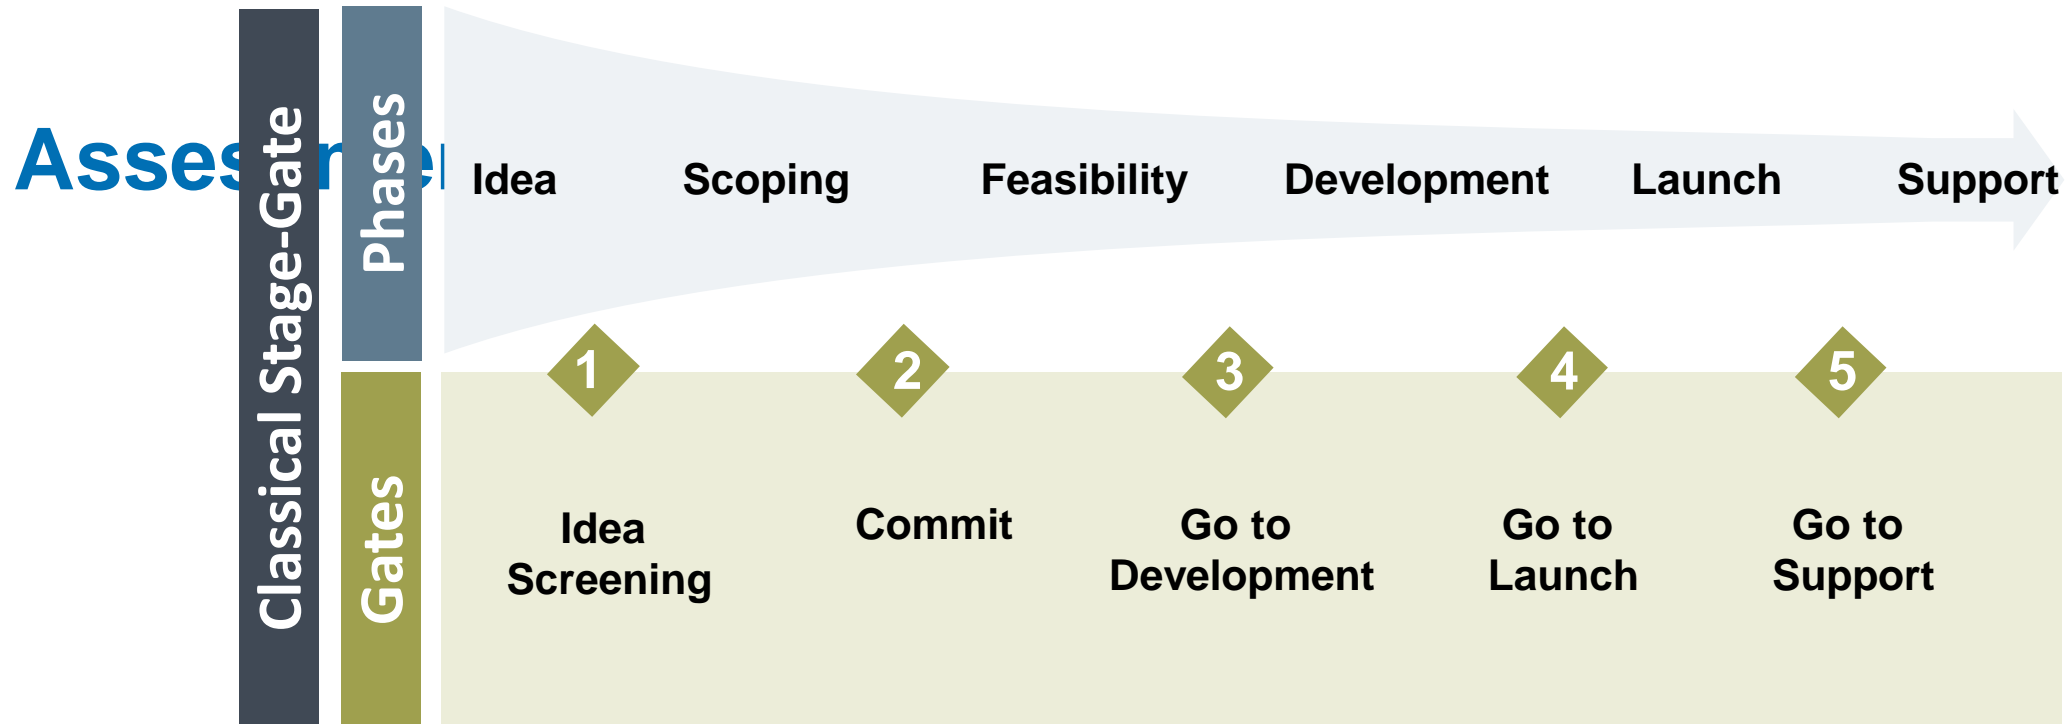 Classical Stage-Gate
Phases
Idea Scoping Feasibility Development Launch Support
1 2 3 4 5
Gates
Idea
Screening
Commit
Go to
Development
Go to
Launch
Go to
Support